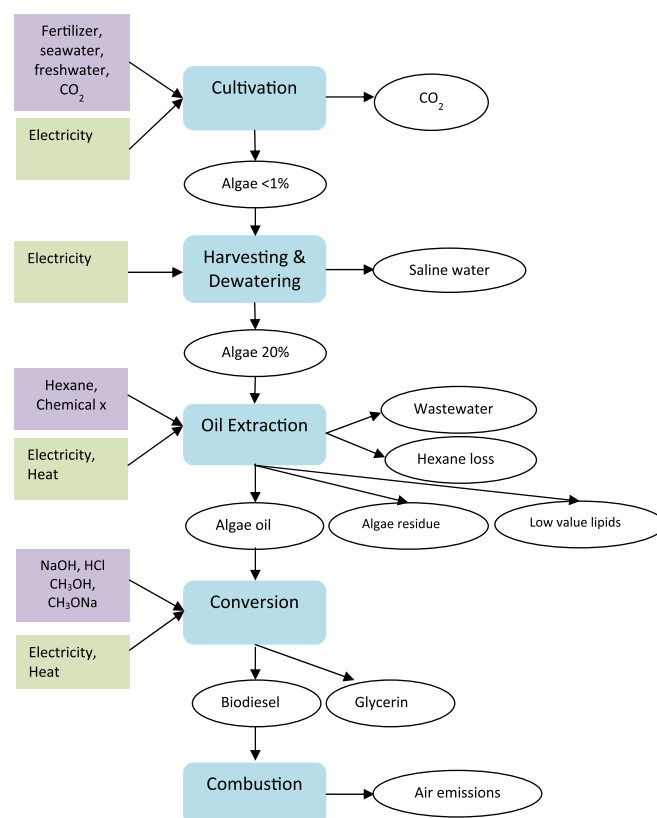 Fertilizer,
seawater,
freshwater,
CO₂
Cultivation
CO₂
Electricity
Algae <1%
Electricity
Harvesting &
Dewatering
Saline water
Algae 20%
Hexane,
Chemical x
Oil Extraction
Wastewater
Electricity,
Heat
Hexane loss
Algae oil
Algae residue
Low value lipids
NaOH, HCl
CH₃OH,
CH₃ONa
Conversion
Electricity,
Heat
Biodiesel
Glycerin
Combustion
Air emissions